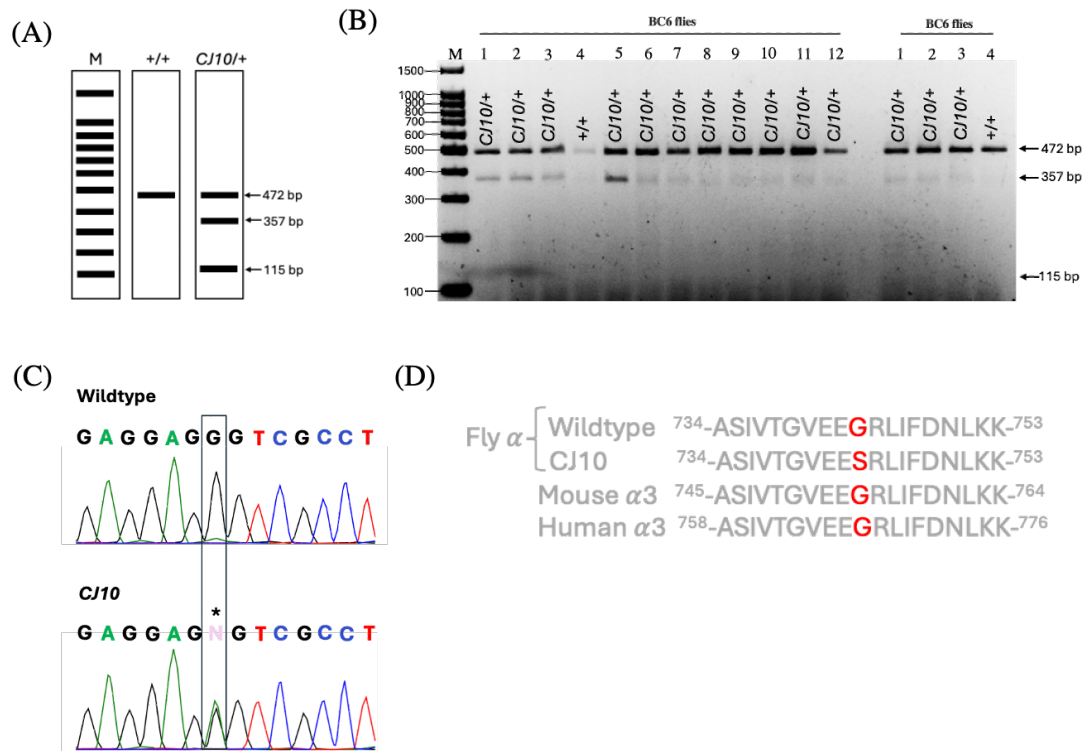 (A)
M +/+ CJ10/+
472 bp
357 bp
115 bp
(B)
BC6 flies BC6 flies
M 1 2 3 4 5 6 7 8 9 10 11 12 1 2 3 4
1500
1000
900
800
700
600
500
400
300
200
100
CJ10/+ CJ10/+ CJ10/+ +/+ CJ10/+ CJ10/+ CJ10/+ CJ10/+ CJ10/+ CJ10/+ CJ10/+ CJ10/+ CJ10/+ CJ10/+ CJ10/+ +/+
472 bp
357 bp
115 bp
(C)
Wildtype
G A G G A G G G T C G C C T
CJ10
*
G A G G A G N G T C G C C T
(D)
Fly α
Wildtype 734-ASIVTGVEEGRLIFDNLKK-753
CJ10 734-ASIVTGVEESRLIFDNLKK-753
Mouse α3 745-ASIVTGVEEGRLIFDNLKK-764
Human α3 758-ASIVTGVEEGRLIFDNLKK-776